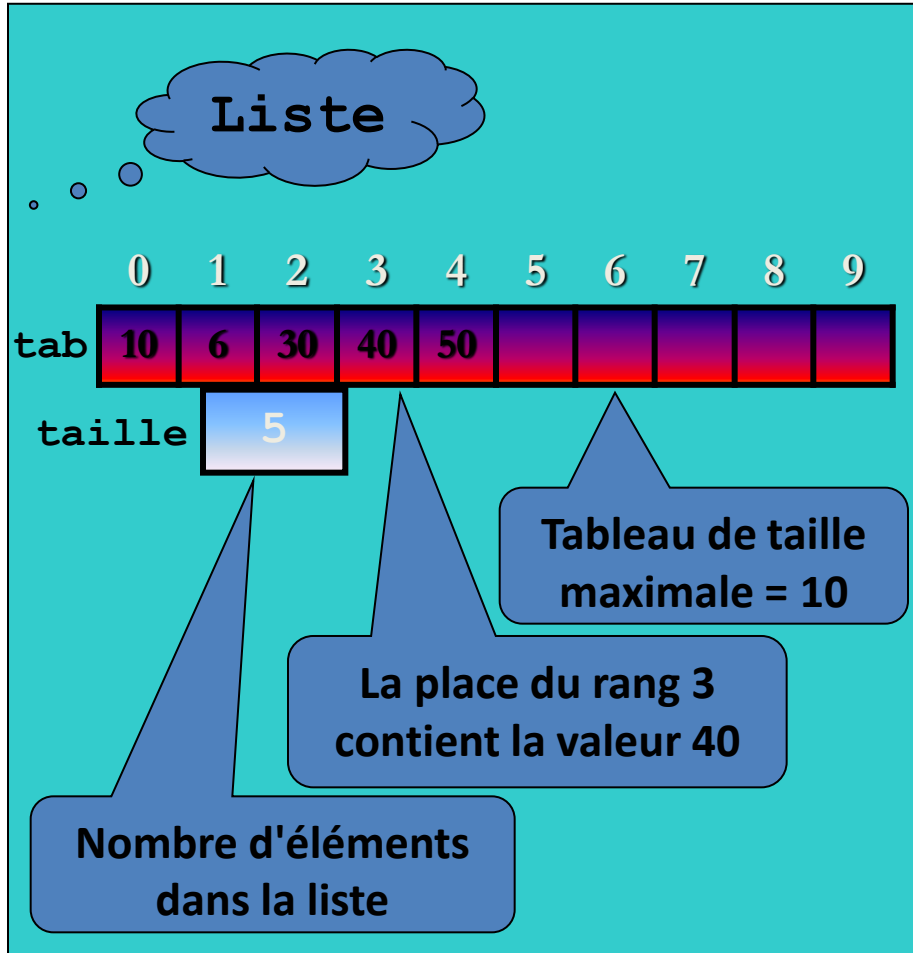 Liste
0 1 2 3 4 5 6 7 8 9
tab 10 6 30 40 50
taille 5
Tableau de taille
maximale = 10
La place du rang 3
contient la valeur 40
Nombre d'éléments
dans la liste